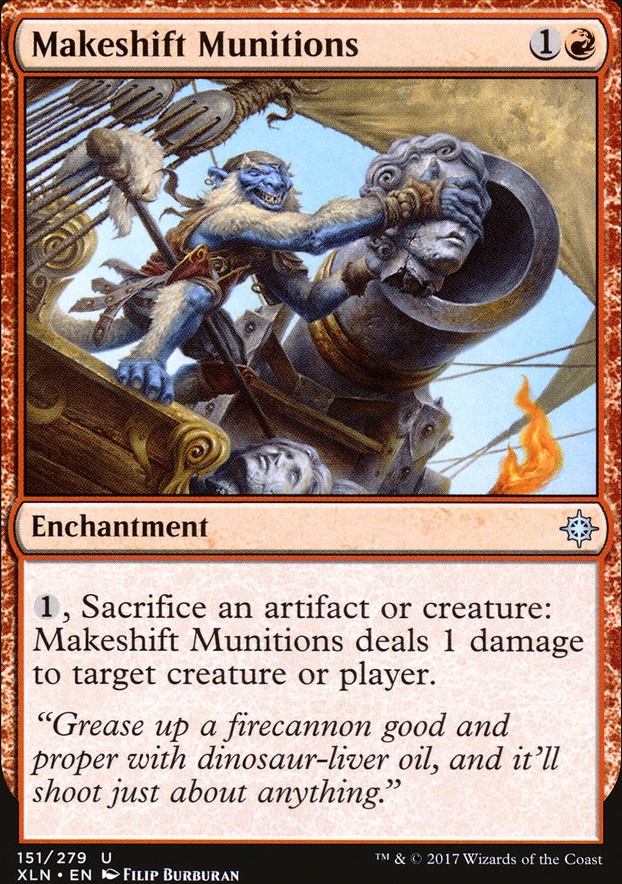 Makeshift Munitions 1
Enchantment
1, Sacrifice an artifact or creature:
Makeshift Munitions deals 1 damage
to target creature or player.
“Grease up a firecannon good and
proper with dinosaur-liver oil, and it’ll
shoot just about anything.”
151/279 U
XLN • EN Filip Burburan
™ & © 2017 Wizards of the Coast